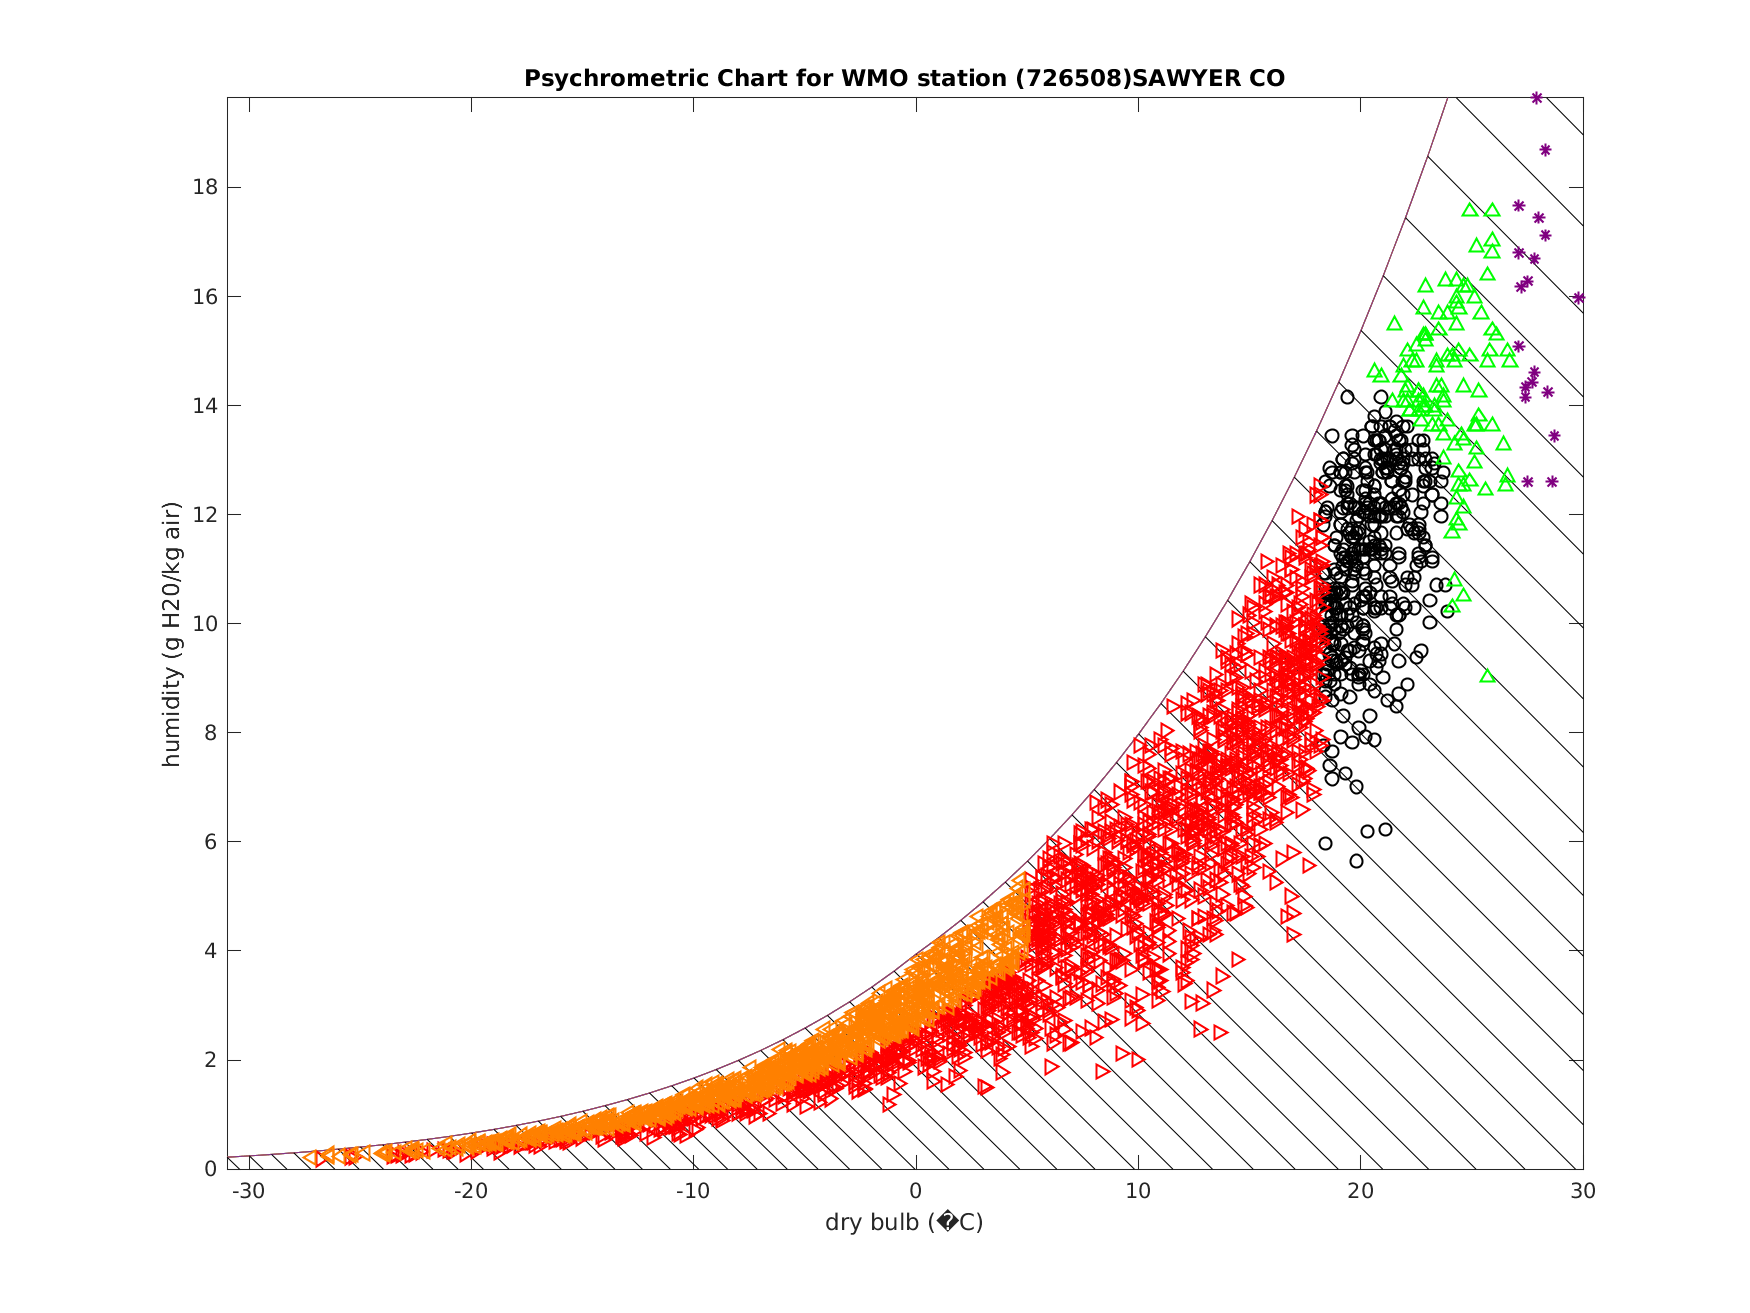 Psychrometric Chart for WMO station (726508)SAWYER CO
humidity (g H20/kg air)
18
16
14
12
10
8
6
4
2
0
-30 -20 -10 0 10 20 30
dry bulb (�C)